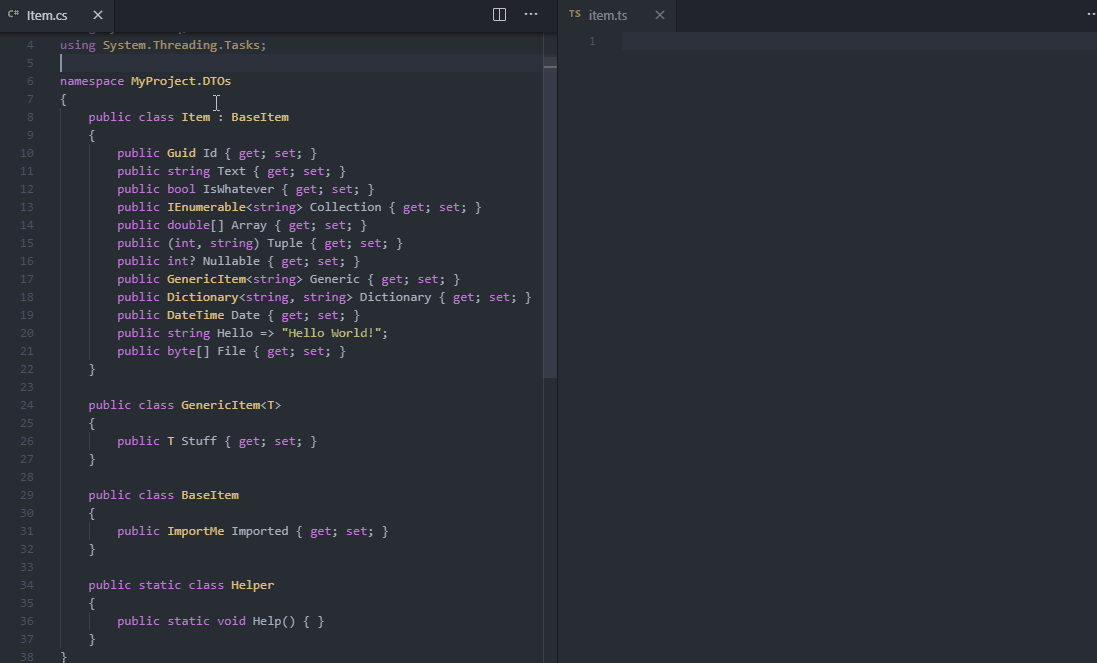 C# Item.cs
TS item.ts
4 using System.Threading.Tasks;
5
6 namespace MyProject.DTOs
7 {
8 public class Item : BaseItem
9 {
10 public Guid Id { get; set; }
11 public string Text { get; set; }
12 public bool IsWhatever { get; set; }
13 public IEnumerable<string> Collection { get; set; }
14 public double[] Array { get; set; }
15 public (int, string) Tuple { get; set; }
16 public int? Nullable { get; set; }
17 public GenericItem<string> Generic { get; set; }
18 public Dictionary<string, string> Dictionary { get; set; }
19 public DateTime Date { get; set; }
20 public string Hello => "Hello World!";
21 public byte[] File { get; set; }
22 }
23
24 public class GenericItem<T>
25 {
26 public T Stuff { get; set; }
27 }
28
29 public class BaseItem
30 {
31 public ImportMe Imported { get; set; }
32 }
33
34 public static class Helper
35 {
36 public static void Help() { }
37 }
38 }
1